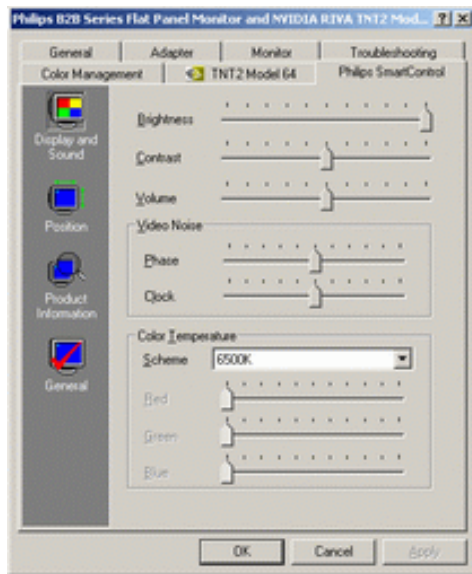 Philips B2B Series Flat Panel Monitor and NVIDIA RIVA TNT2 Mod...
General Adapter Monitor Troubleshooting
Color Management TNT2 Model 64 Philips SmartControl
Display and
Sound
Position
Product
Information
General
Brightness
Contrast
Volume
Video Noise
Phase
Clock
Color Temperature
Scheme 6500K
Red
Green
Blue
OK Cancel Apply